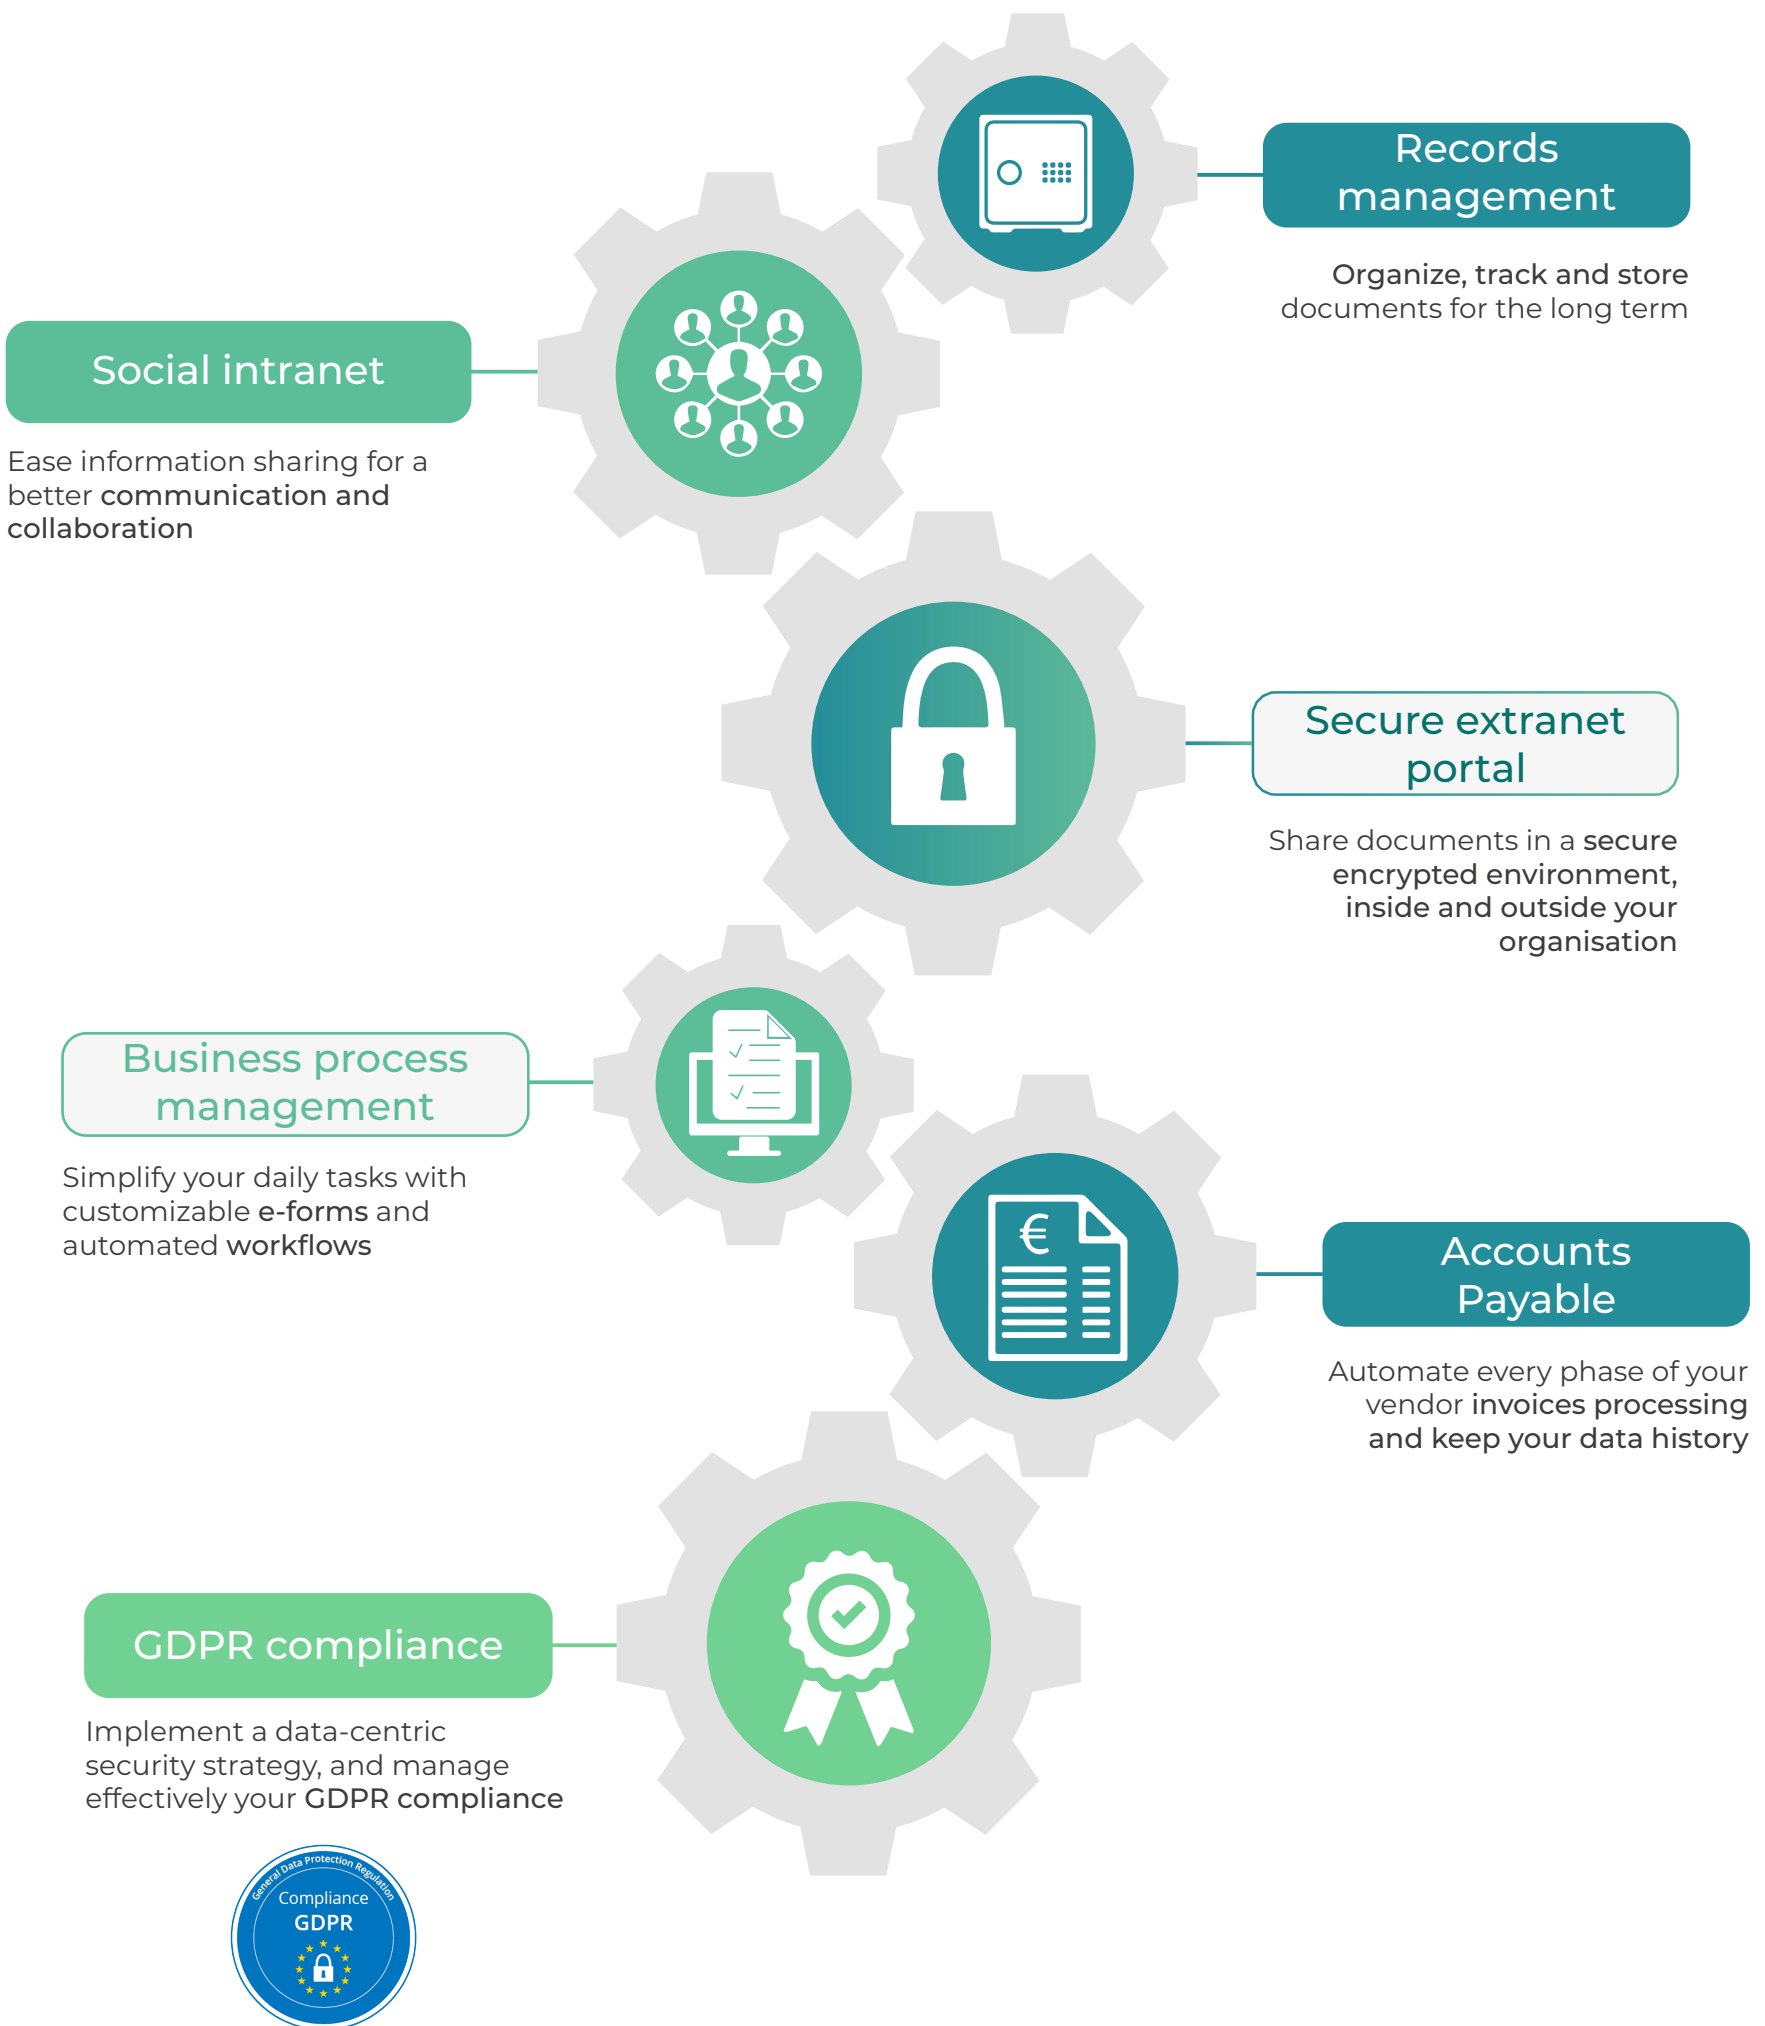 Records
management
Organize, track and store
documents for the long term
Social intranet
Ease information sharing for a
better communication and
collaboration
Secure extranet
portal
Share documents in a secure
encrypted environment,
inside and outside your
organisation
Business process
management
Simplify your daily tasks with
customizable e-forms and
automated workflows
€
Accounts
Payable
Automate every phase of your
vendor invoices processing
and keep your data history
GDPR compliance
Implement a data-centric
security strategy, and manage
effectively your GDPR compliance
General Data Protection Regulation
Compliance
GDPR